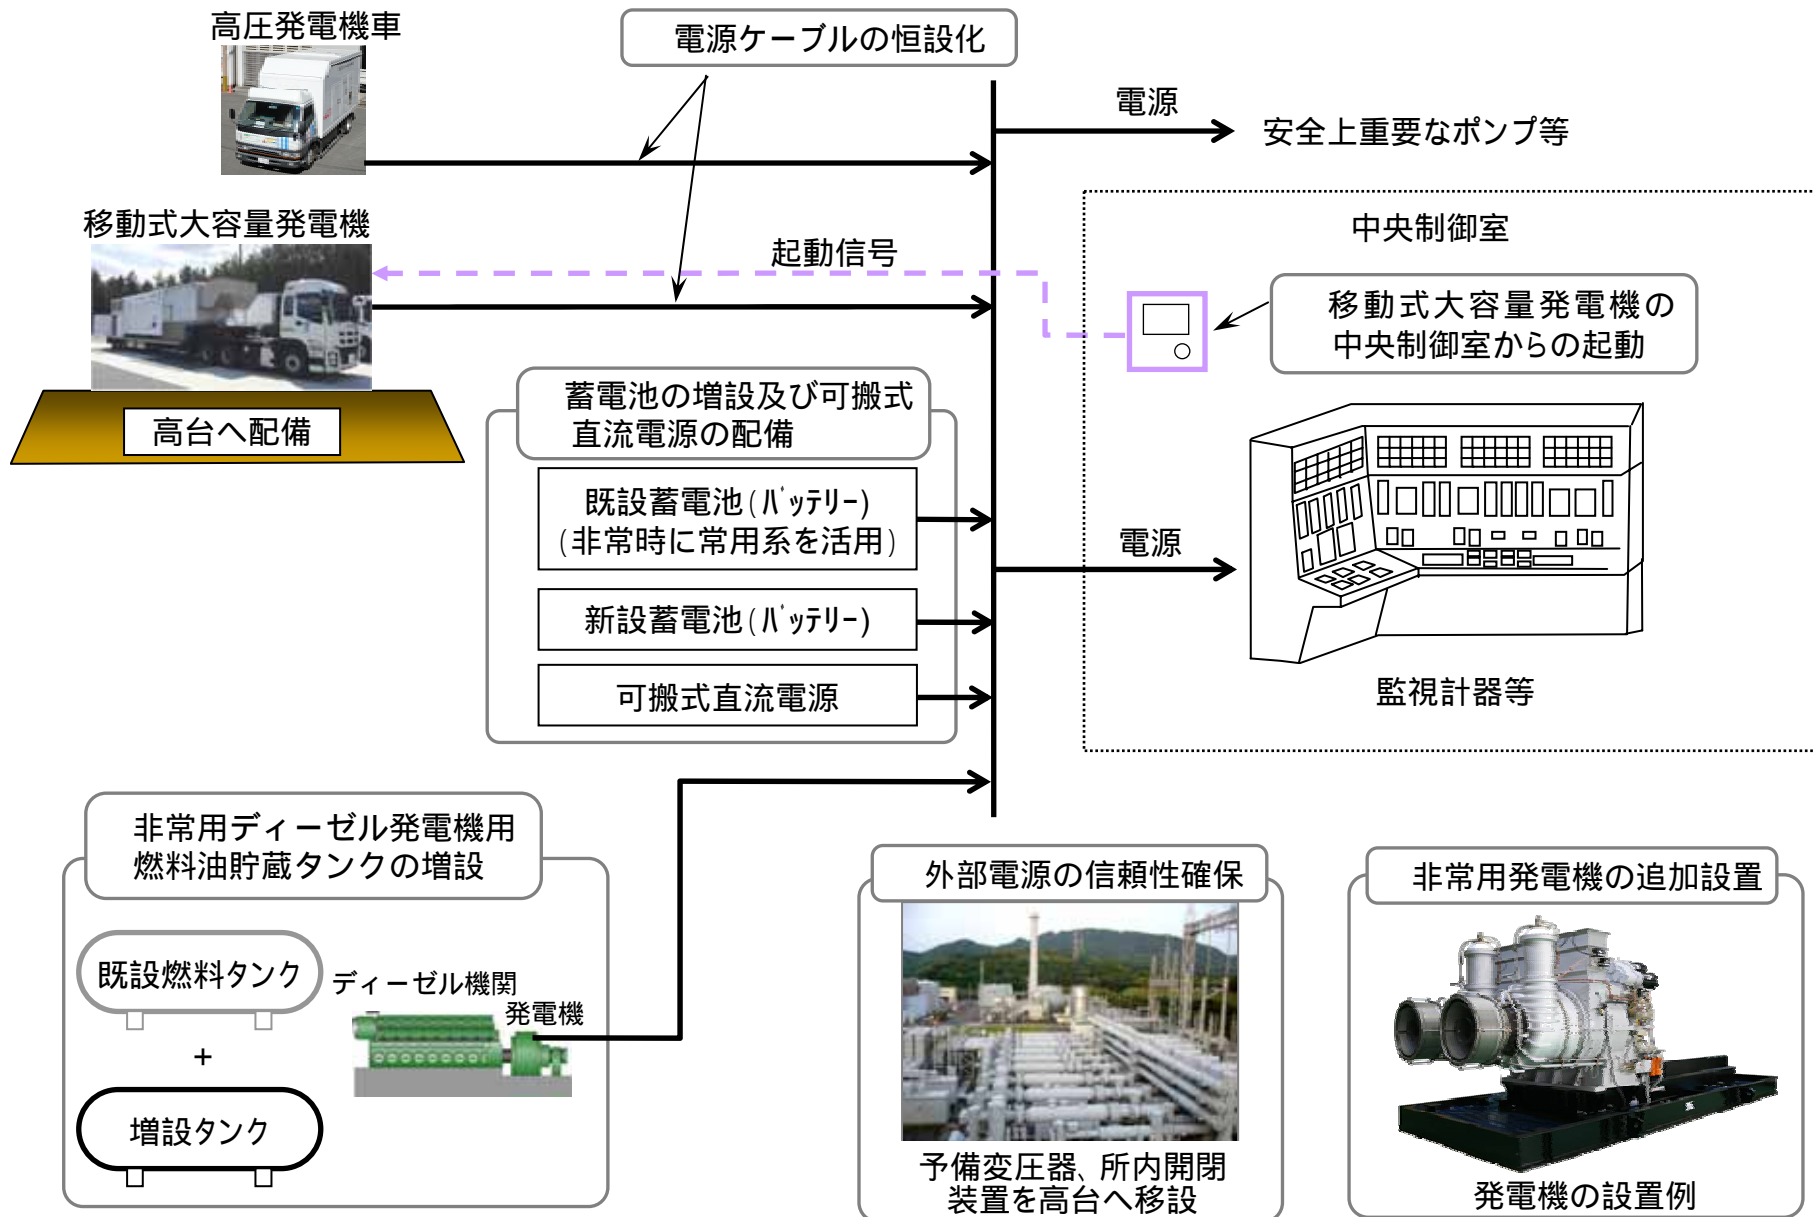 高圧発電機車
電源ケーブルの恒設化
電源
安全上重要なポンプ等
移動式大容量発電機
起動信号
中央制御室
移動式大容量発電機の
中央制御室からの起動
高台へ配備
蓄電池の増設及び可搬式
直流電源の配備
既設蓄電池(ﾊﾞｯﾃﾘｰ)
(非常時に常用系を活用)
電源
新設蓄電池(ﾊﾞｯﾃﾘｰ)
可搬式直流電源
監視計器等
非常用ディーゼル発電機用
燃料油貯蔵タンクの増設
既設燃料タンク
+
増設タンク
ディーゼル機関
発電機
外部電源の信頼性確保
予備変圧器、所内開閉
装置を高台へ移設
非常用発電機の追加設置
発電機の設置例